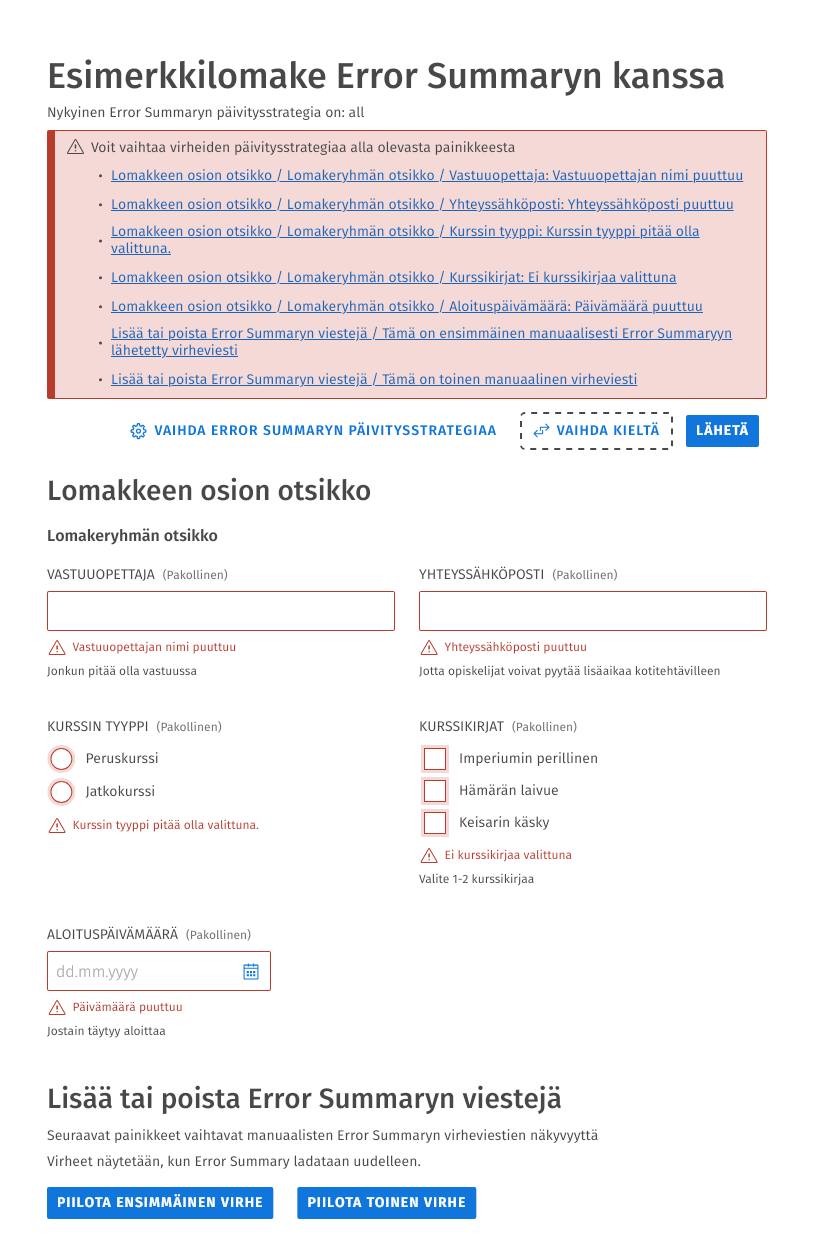 Esimerkkilomake Error Summaryn kanssa
Nykyinen Error Summaryn päivitysstrategia on: all
Voit vaihtaa virheiden päivitysstrategiaa alla olevasta painikkeesta
• Lomakkeen osion otsikko / Lomakeryhmän otsikko / Vastuuopettaja: Vastuuopettajan nimi puuttuu
• Lomakkeen osion otsikko / Lomakeryhmän otsikko / Yhteyssähköposti: Yhteyssähköposti puuttuu
• Lomakkeen osion otsikko / Lomakeryhmän otsikko / Kurssin tyyppi: Kurssin tyyppi pitää olla
valittuna.
• Lomakkeen osion otsikko / Lomakeryhmän otsikko / Kurssikirjat: Ei kurssikirjaa valittuna
• Lomakkeen osion otsikko / Lomakeryhmän otsikko / Aloituspäivämäärä: Päivämäärä puuttuu
• Lisää tai poista Error Summaryn viestejä / Tämä on ensimmäinen manuaalisesti Error Summaryyn
lähetetty virheviesti
• Lisää tai poista Error Summaryn viestejä / Tämä on toinen manuaalinen virheviesti
VAIHDA ERROR SUMMARYN PÄIVITYSSTRATEGIAA VAIHDA KIELTÄ LÄHETÄ
Lomakkeen osion otsikko
Lomakeryhmän otsikko
VASTUUOPETTAJA (Pakollinen)
Vastuuopettajan nimi puuttuu
Jonkun pitää olla vastuussa
YHTEYSSÄHKÖPOSTI (Pakollinen)
Yhteyssähköposti puuttuu
Jotta opiskelijat voivat pyytää lisäaikaa kotitehtävilleen
KURSSIN TYYPPI (Pakollinen)
Peruskurssi
Jatkokurssi
Kurssin tyyppi pitää olla valittuna.
KURSSIKIRJAT (Pakollinen)
Imperiumin perillinen
Hämärän laivue
Keisarin käsky
Ei kurssikirjaa valittuna
Valite 1-2 kurssikirjaa
ALOITUSPÄIVÄMÄÄRÄ (Pakollinen)
dd.mm.yyyy
Päivämäärä puuttuu
Jostain täytyy aloittaa
Lisää tai poista Error Summaryn viestejä
Seuraavat painikkeet vaihtavat manuaalisten Error Summaryn virheviestien näkyvyyttä
Virheet näytetään, kun Error Summary ladataan uudelleen.
PIILOTA ENSIMMÄINEN VIRHE PIILOTA TOINEN VIRHE